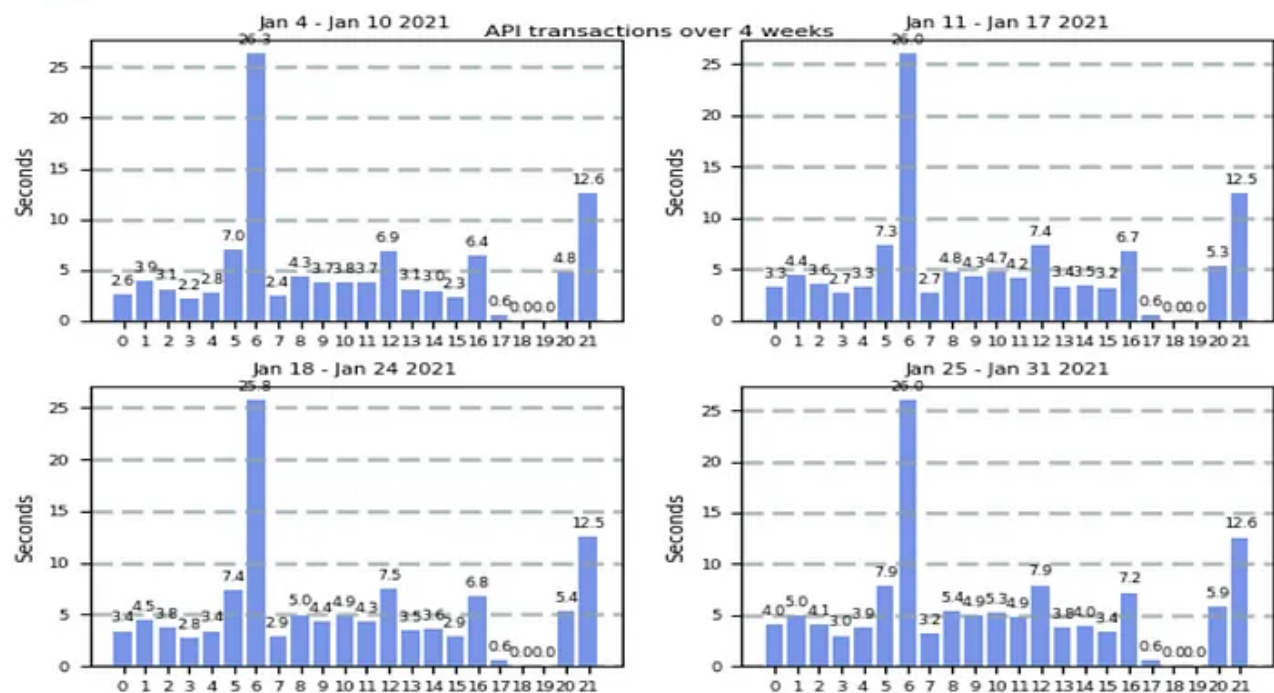 API transactions over 4 weeks
Jan 4 - Jan 10 2021
Seconds
25
20
15
10
5
0
2.6 3.9 3.1 2.2 2.8 7.0 26.3 2.4 4.3 3.7 3.8 3.7 6.9 3.1 3.0 2.3 6.4 0.6 0.0 0.0 4.8 12.6
0 1 2 3 4 5 6 7 8 9 10 11 12 13 14 15 16 17 18 19 20 21
Jan 11 - Jan 17 2021
Seconds
25
20
15
10
5
0
3.3 4.4 3.6 2.7 3.3 7.3 26.0 2.7 4.8 4.3 4.7 4.2 7.4 3.4 3.5 3.2 6.7 0.6 0.0 0.0 5.3 12.5
0 1 2 3 4 5 6 7 8 9 10 11 12 13 14 15 16 17 18 19 20 21
Jan 18 - Jan 24 2021
Seconds
25
20
15
10
5
0
3.4 4.5 3.8 2.8 3.4 7.4 25.8 2.9 5.0 4.4 4.9 4.3 7.5 3.5 3.6 2.9 6.8 0.6 0.0 0.0 5.4 12.5
0 1 2 3 4 5 6 7 8 9 10 11 12 13 14 15 16 17 18 19 20 21
Jan 25 - Jan 31 2021
Seconds
25
20
15
10
5
0
4.0 5.0 4.1 3.0 3.9 7.9 26.0 3.2 5.4 4.9 5.3 4.9 7.9 3.8 4.0 3.4 7.2 0.6 0.0 0.0 5.9 12.6
0 1 2 3 4 5 6 7 8 9 10 11 12 13 14 15 16 17 18 19 20 21